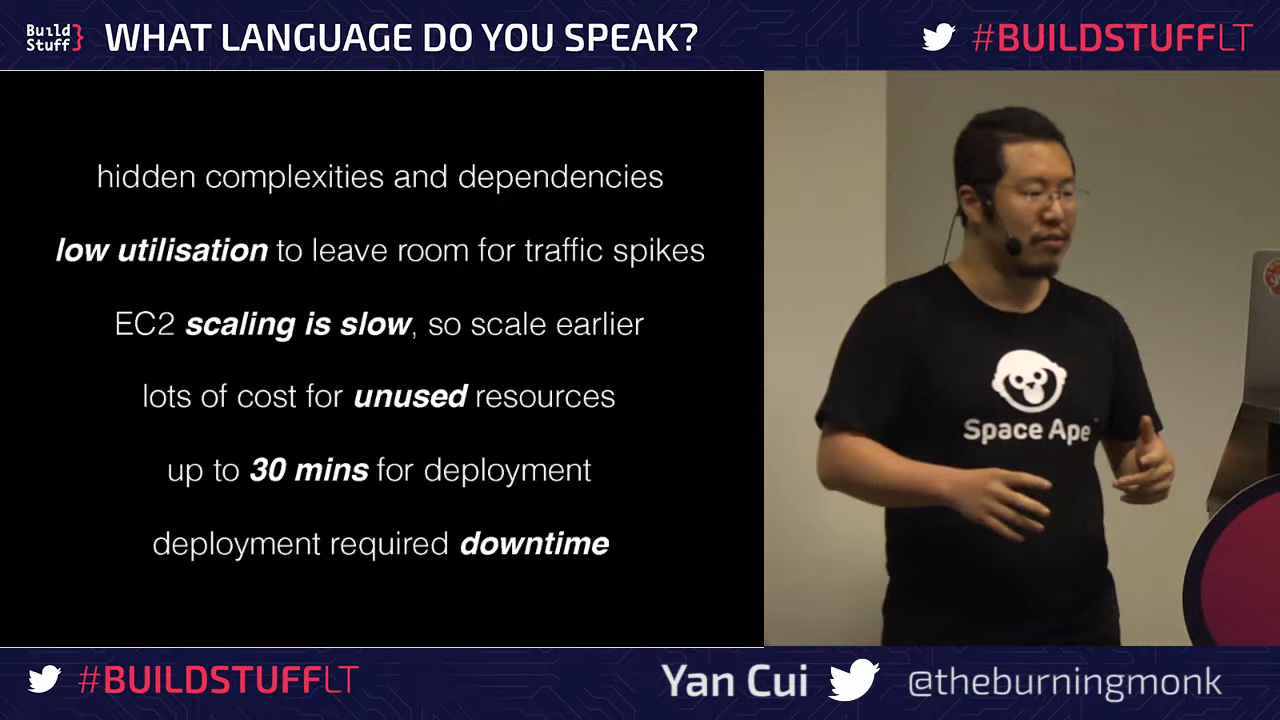 Build Stuff}
WHAT LANGUAGE DO YOU SPEAK?
#BUILDSTUFFLT
hidden complexities and dependencies
low utilisation to leave room for traffic spikes
EC2 scaling is slow, so scale earlier
lots of cost for unused resources
up to 30 mins for deployment
deployment required downtime
Space Ape
#BUILDSTUFFLT
Yan Cui
@theburningmonk